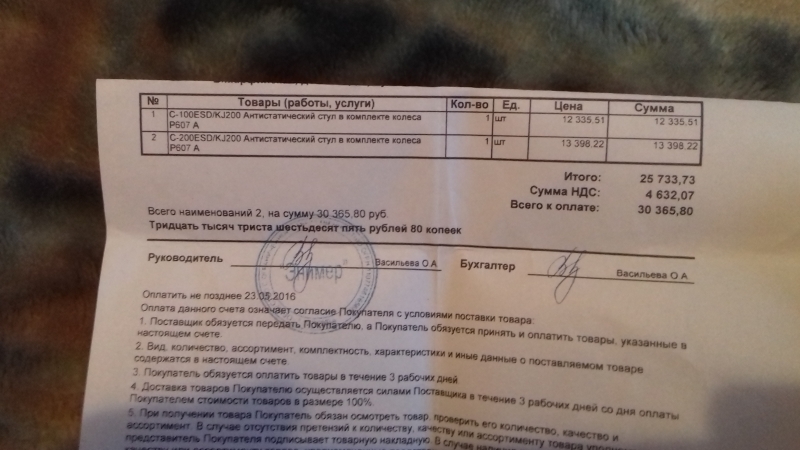 № Товары (работы, услуги) Кол-во Ед. Цена Сумма
1 С-100ESD/KJ200 Антистатический стул в комплекте колеса 1 шт 12 335.51 12 335.51
P607 A
2 С-200ESD/KJ200 Антистатический стул в комплекте колеса 1 шт 13 398.22 13 398.22
P607 A
Итого: 25 733,73
Сумма НДС: 4 632,07
Всего к оплате: 30 365,80
Всего наименований 2, на сумму 30 365.80 руб.
Тридцать тысяч триста шестьдесят пять рублей 80 копеек
Руководитель Васильева О А Бухгалтер Васильева О А
Элимер
Оплатить не позднее 23.05.2016
Оплата данного счета означает согласие Покупателя с условиями поставки товара:
1. Поставщик обязуется передать Покупателю, а Покупатель обязуется принять и оплатить товары, указанные в
настоящем счете.
2. Вид, количество, ассортимент, комплектность, характеристики и иные данные о поставляемом товаре
содержатся в настоящем счете.
3. Покупатель обязуется оплатить товары в течение 3 рабочих дней.
4. Доставка товаров Покупателю осуществляется силами Поставщика в течение 3 рабочих дней со дня оплаты
Покупателем стоимости товаров в размере 100%.
5. При получении товара Покупатель обязан осмотреть товар, проверить его количество, качество и
ассортимент. В случае отсутствия претензий к количеству, качеству или ассортименту товара
представитель Покупателя подписывает товарную накладную. В случае